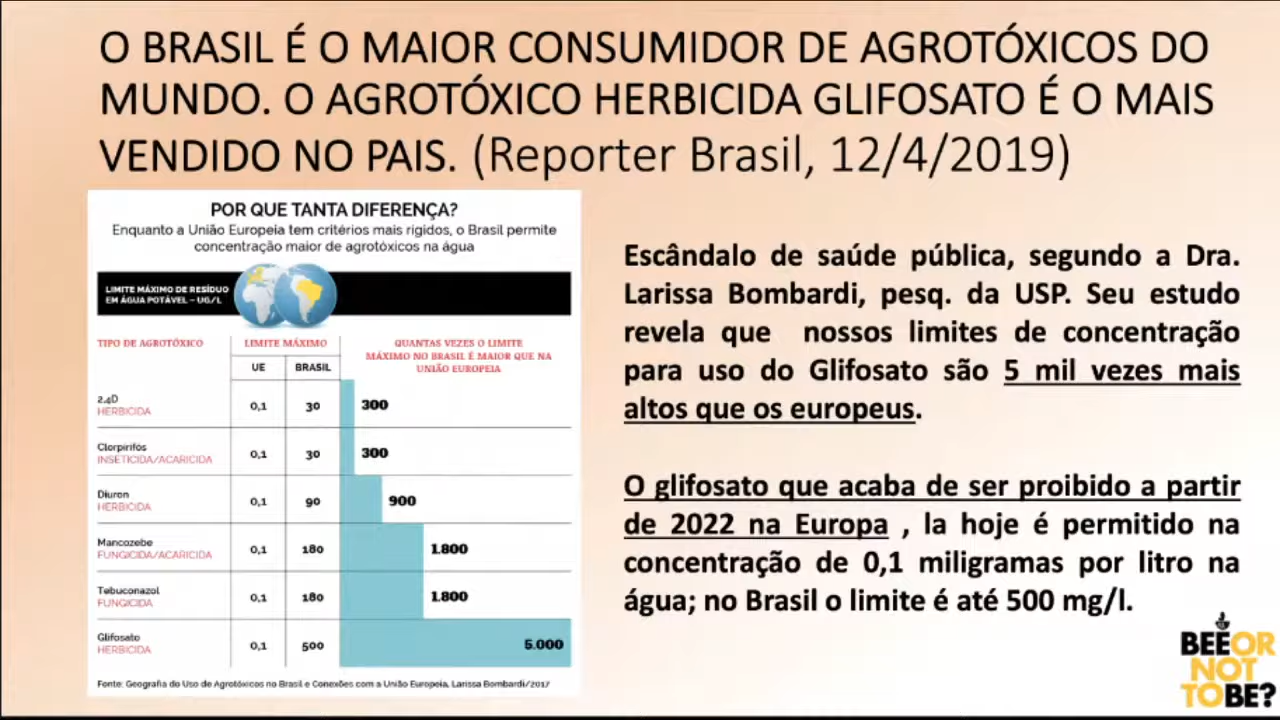 O BRASIL É O MAIOR CONSUMIDOR DE AGROTÓXICOS DO
MUNDO. O AGROTÓXICO HERBICIDA GLIFOSATO É O MAIS
VENDIDO NO PAIS. (Reporter Brasil, 12/4/2019)
POR QUE TANTA DIFERENÇA?
Enquanto a União Europeia tem critérios mais rígidos, o Brasil permite
concentração maior de agrotóxicos na água
LIMITE MÁXIMO DE RESÍDUO
EM ÁGUA POTÁVEL – UG/L
TIPO DE AGROTÓXICO LIMITE MÁXIMO QUANTAS VEZES O LIMITE
MÁXIMO NO BRASIL É MAIOR QUE NA
UNIÃO EUROPEIA
UE BRASIL
2,4D
HERBICIDA 0,1 30 300
Clorpirifós
INSETICIDA/ACARICIDA 0,1 30 300
Diuron
HERBICIDA 0,1 90 900
Mancozebe
FUNGICIDA/ACARICIDA 0,1 180 1.800
Tebuconazol
FUNGICIDA 0,1 180 1.800
Glifosato
HERBICIDA 0,1 500 5.000
Fonte: Geografia do Uso de Agrotóxicos no Brasil e Conexões com a União Europeia, Larissa Bombardi/2017
Escândalo de saúde pública, segundo a Dra.
Larissa Bombardi, pesq. da USP. Seu estudo
revela que nossos limites de concentração
para uso do Glifosato são 5 mil vezes mais
altos que os europeus.
O glifosato que acaba de ser proibido a partir
de 2022 na Europa , la hoje é permitido na
concentração de 0,1 miligramas por litro na
água; no Brasil o limite é até 500 mg/l.
BEE OR
NOT
TO BE?